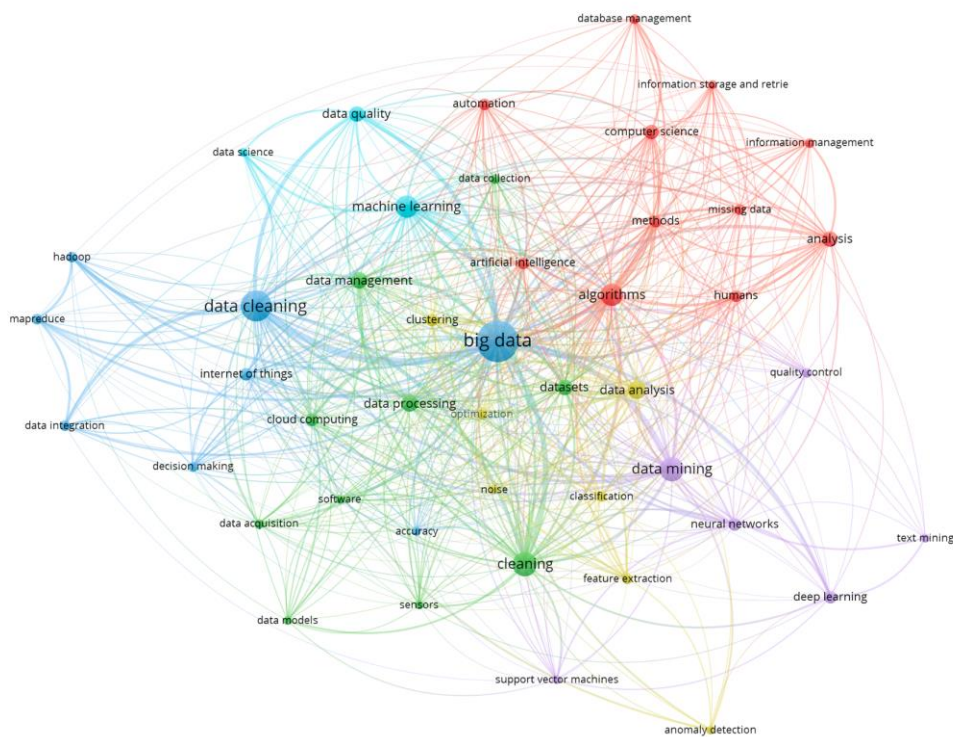 database management
information storage and retrie
automation
data quality
computer science
information management
data science
data collection
machine learning
missing data
methods
analysis
hadoop
artificial intelligence
data management
algorithms
humans
data cleaning
mapreduce
clustering
big data
internet of things
quality control
datasets
data analysis
data processing
optimization
cloud computing
data integration
decision making
data mining
noise
classification
software
data acquisition
accuracy
neural networks
text mining
cleaning
feature extraction
deep learning
sensors
data models
support vector machines
anomaly detection